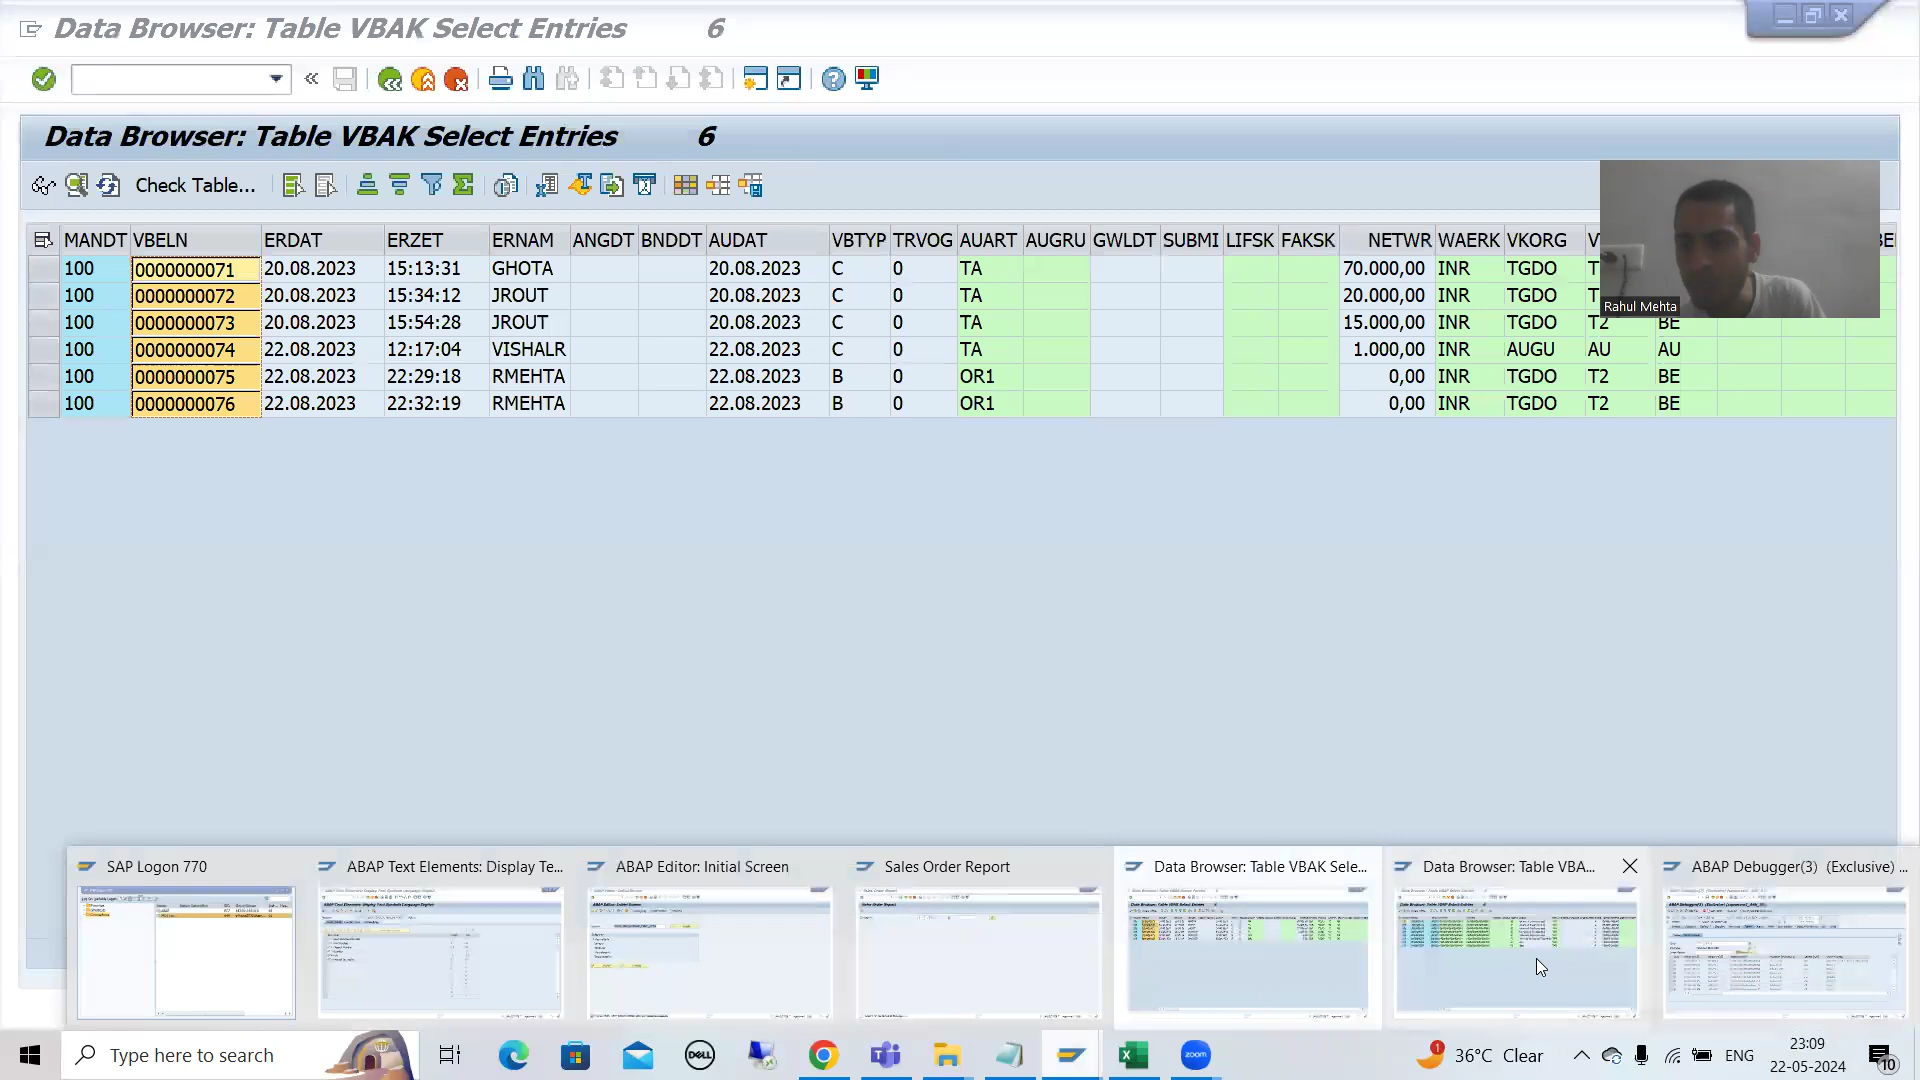 Data Browser: Table VBAK Select Entries 6
Data Browser: Table VBAK Select Entries 6
Check Table...
MANDT VBELN ERDAT ERZET ERNAM ANGDT BNDDT AUDAT VBTYP TRVOG AUART AUGRU GWLDT SUBMI LIFSK FAKSK NETWR WAERK VKORG
100 0000000071 20.08.2023 15:13:31 GHOTA 20.08.2023 C 0 TA 70.000,00 INR TGDO
100 0000000072 20.08.2023 15:34:12 JROUT 20.08.2023 C 0 TA 20.000,00 INR TGDO
Rahul Mehta
100 0000000073 20.08.2023 15:54:28 JROUT 20.08.2023 C 0 TA 15.000,00 INR TGDO T2 BE
100 0000000074 22.08.2023 12:17:04 VISHALR 22.08.2023 C 0 TA 1.000,00 INR AUGU AU AU
100 0000000075 22.08.2023 22:29:18 RMEHTA 22.08.2023 B 0 OR1 0,00 INR TGDO T2 BE
100 0000000076 22.08.2023 22:32:19 RMEHTA 22.08.2023 B 0 OR1 0,00 INR TGDO T2 BE
SAP Logon 770
ABAP Text Elements: Display Te...
ABAP Editor: Initial Screen
Sales Order Report
Data Browser: Table VBAK Sele...
Data Browser: Table VBA...
ABAP Debugger(3) (Exclusive) ...
Type here to search
DELL
zoom
1
36°C Clear
ENG
23:09
22-05-2024
10